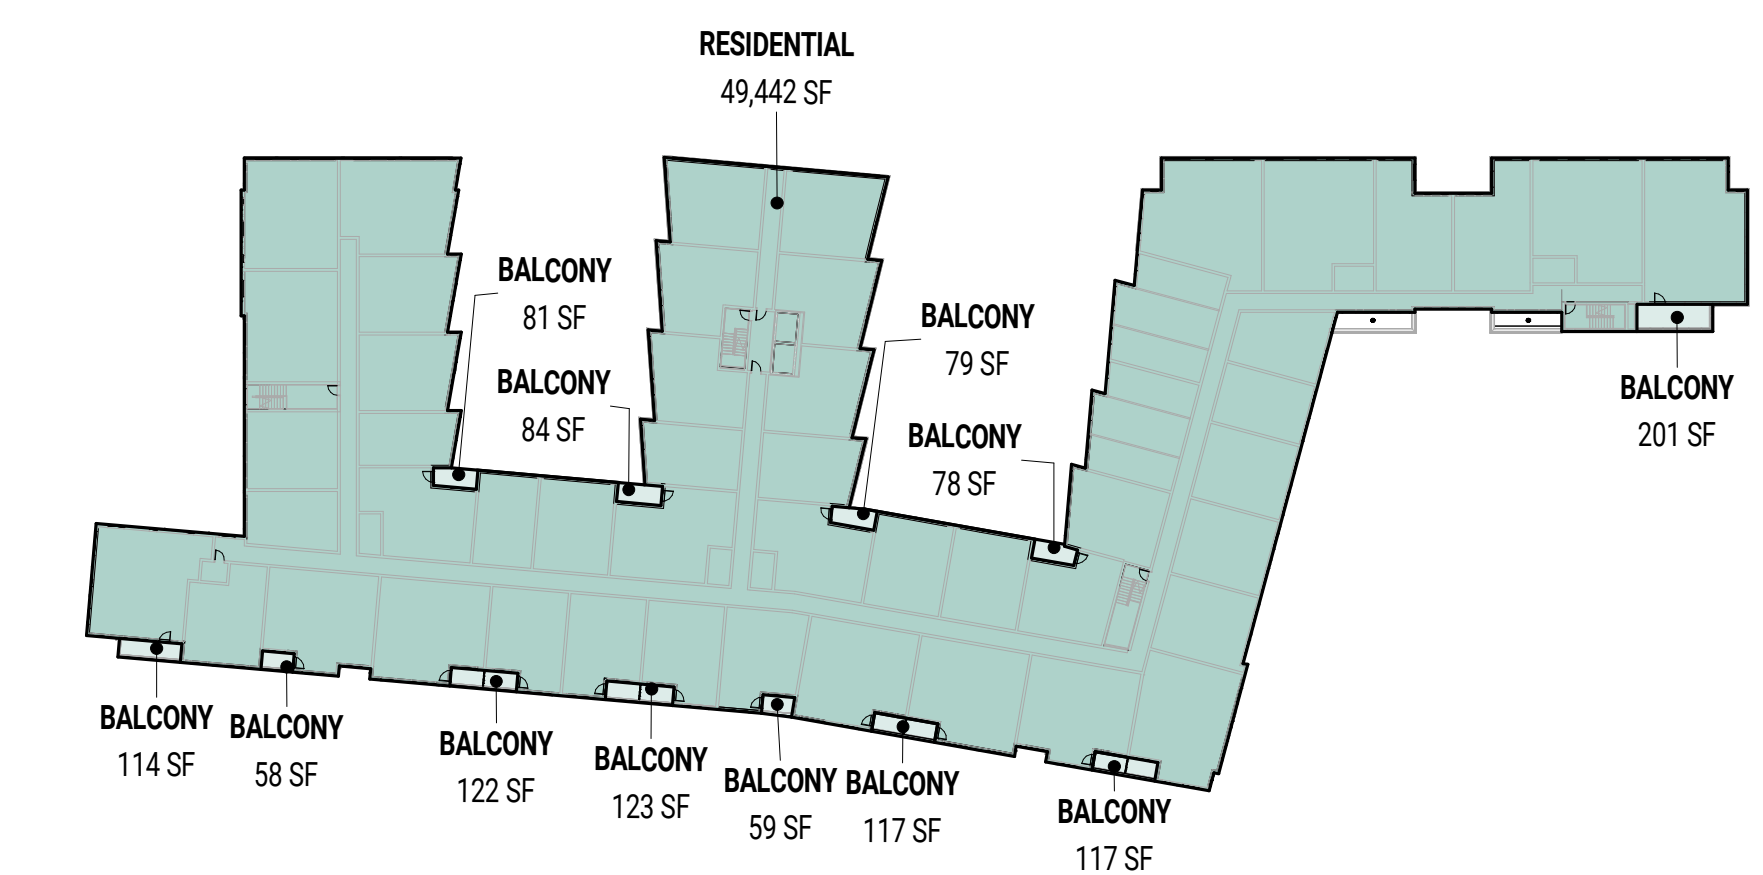 RESIDENTIAL
49,442 SF
BALCONY
81 SF
BALCONY
84 SF
BALCONY
79 SF
BALCONY
78 SF
BALCONY
201 SF
BALCONY
114 SF
BALCONY
58 SF
BALCONY
122 SF
BALCONY
123 SF
BALCONY
59 SF
BALCONY
117 SF
BALCONY
117 SF